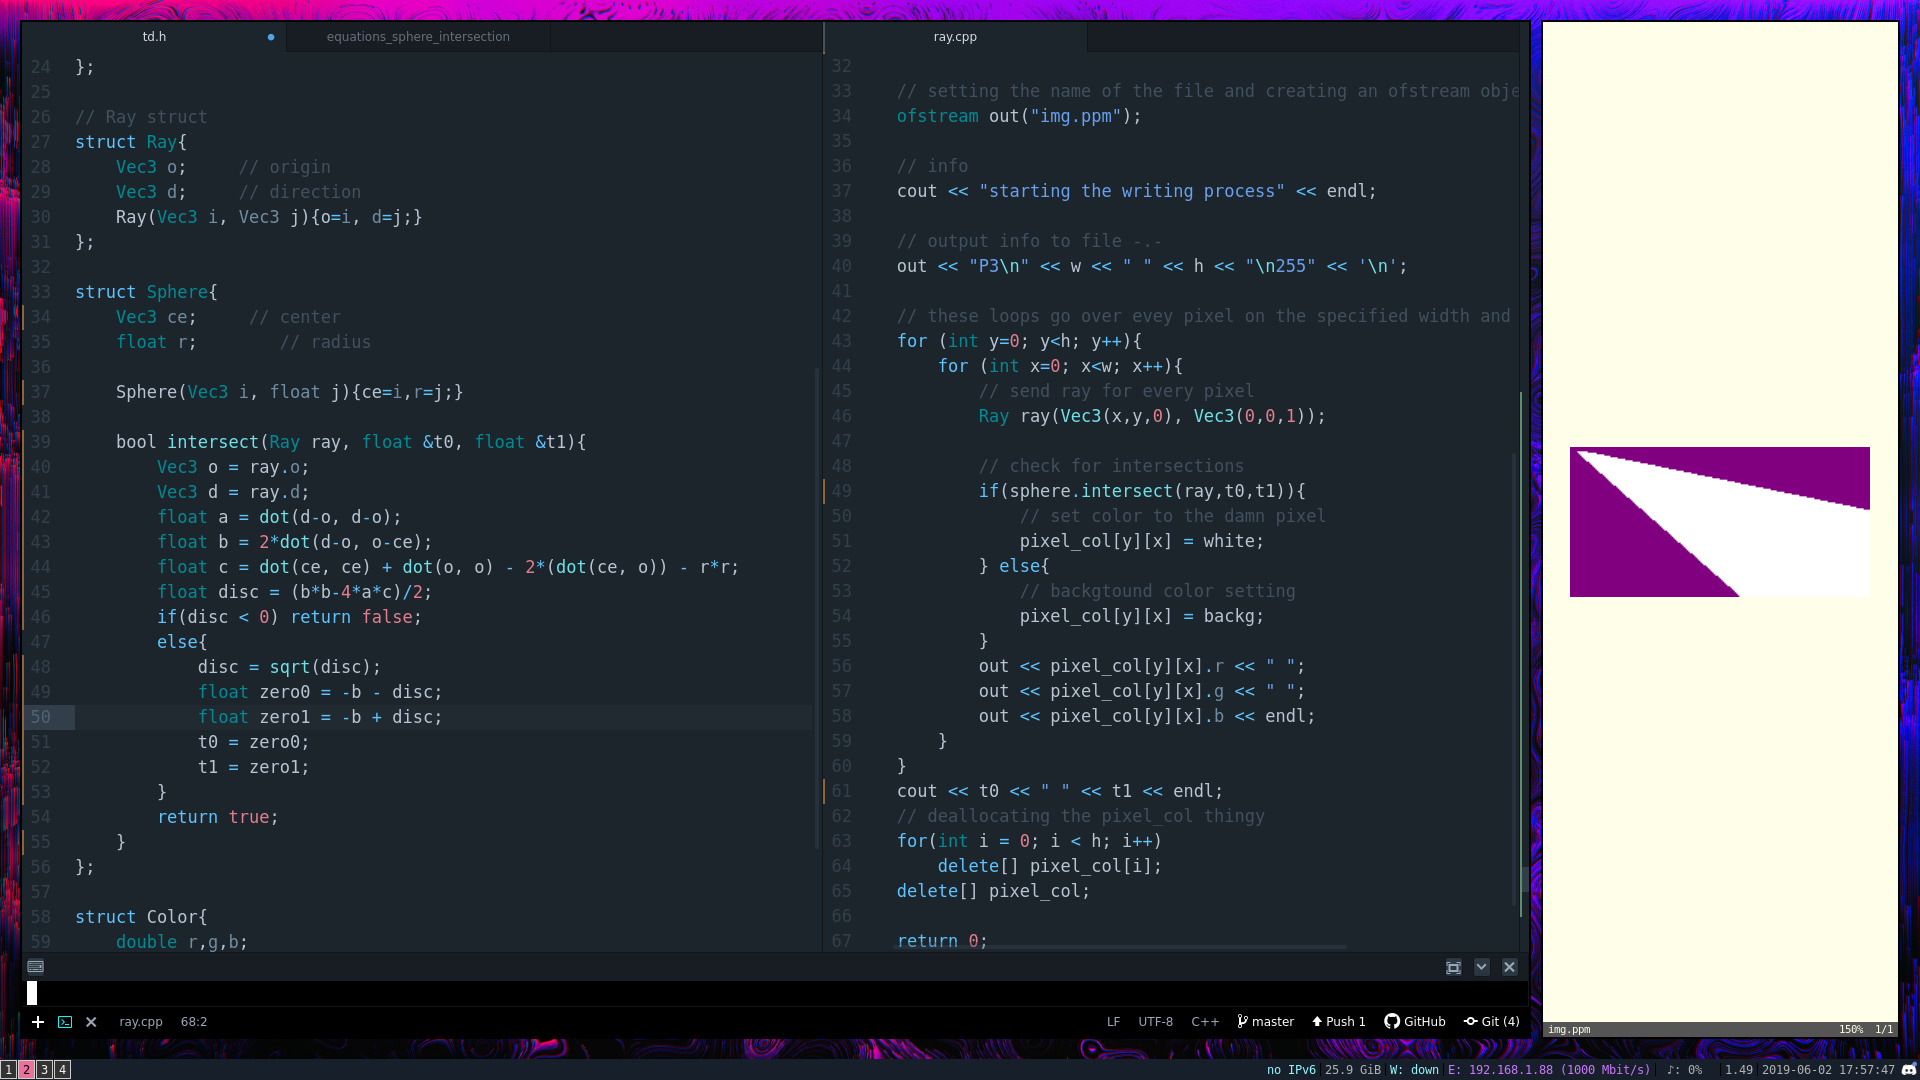 td.h
equations_sphere_intersection
24 };
25
26 // Ray struct
27 struct Ray{
28     Vec3 o;     // origin
29     Vec3 d;     // direction
30     Ray(Vec3 i, Vec3 j){o=i, d=j;}
31 };
32
33 struct Sphere{
34     Vec3 ce;     // center
35     float r;        // radius
36
37     Sphere(Vec3 i, float j){ce=i,r=j;}
38
39     bool intersect(Ray ray, float &t0, float &t1){
40         Vec3 o = ray.o;
41         Vec3 d = ray.d;
42         float a = dot(d-o, d-o);
43         float b = 2*dot(d-o, o-ce);
44         float c = dot(ce, ce) + dot(o, o) - 2*(dot(ce, o)) - r*r;
45         float disc = (b*b-4*a*c)/2;
46         if(disc < 0) return false;
47         else{
48             disc = sqrt(disc);
49             float zero0 = -b - disc;
50             float zero1 = -b + disc;
51             t0 = zero0;
52             t1 = zero1;
53         }
54         return true;
55     }
56 };
57
58 struct Color{
59     double r,g,b;
ray.cpp
32
33     // setting the name of the file and creating an ofstream obje
34     ofstream out("img.ppm");
35
36     // info
37     cout << "starting the writing process" << endl;
38
39     // output info to file -.-
40     out << "P3\n" << w << " " << h << "\n255" << '\n';
41
42     // these loops go over evey pixel on the specified width and
43     for (int y=0; y<h; y++){
44         for (int x=0; x<w; x++){
45             // send ray for every pixel
46             Ray ray(Vec3(x,y,0), Vec3(0,0,1));
47
48             // check for intersections
49             if(sphere.intersect(ray,t0,t1)){
50                 // set color to the damn pixel
51                 pixel_col[y][x] = white;
52             } else{
53                 // backgtound color setting
54                 pixel_col[y][x] = backg;
55             }
56             out << pixel_col[y][x].r << " ";
57             out << pixel_col[y][x].g << " ";
58             out << pixel_col[y][x].b << endl;
59         }
60     }
61     cout << t0 << " " << t1 << endl;
62     // deallocating the pixel_col thingy
63     for(int i = 0; i < h; i++)
64         delete[] pixel_col[i];
65     delete[] pixel_col;
66
67     return 0;
ray.cpp 68:2 LF UTF-8 C++ master Push 1 GitHub Git (4)
img.ppm 150% 1/1
1 2 3 4 no IPv6 25.9 GiB W: down E: 192.168.1.88 (1000 Mbit/s) ♪: 0% 1.49 2019-06-02 17:57:47